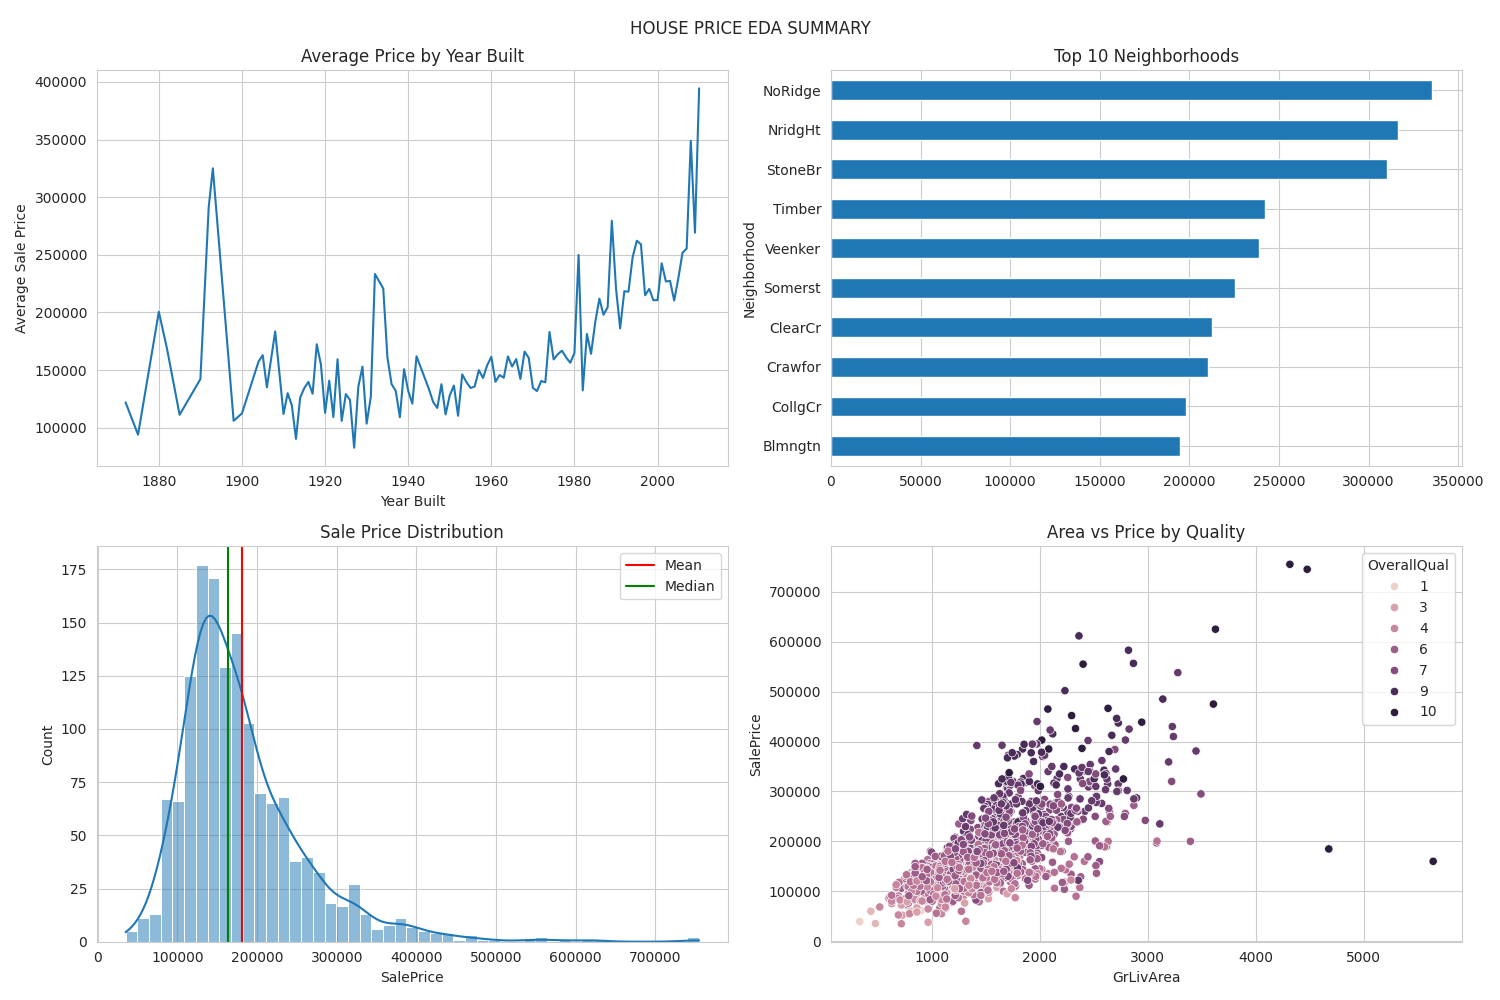 HOUSE PRICE EDA SUMMARY
Average Price by Year Built
400000
350000
300000
250000
200000
150000
100000
Average Sale Price
1880 1900 1920 1940 1960 1980 2000
Year Built
Top 10 Neighborhoods
NoRidge
NridgHt
StoneBr
Timber
Veenker
Somerst
ClearCr
Crawfor
CollgCr
Blmngtn
Neighborhood
0 50000 100000 150000 200000 250000 300000 350000
Sale Price Distribution
Mean
Median
175
150
125
100
75
50
25
0
Count
0 100000 200000 300000 400000 500000 600000 700000
SalePrice
Area vs Price by Quality
OverallQual
1
3
4
6
7
9
10
700000
600000
500000
400000
300000
200000
100000
0
SalePrice
1000 2000 3000 4000 5000
GrLivArea